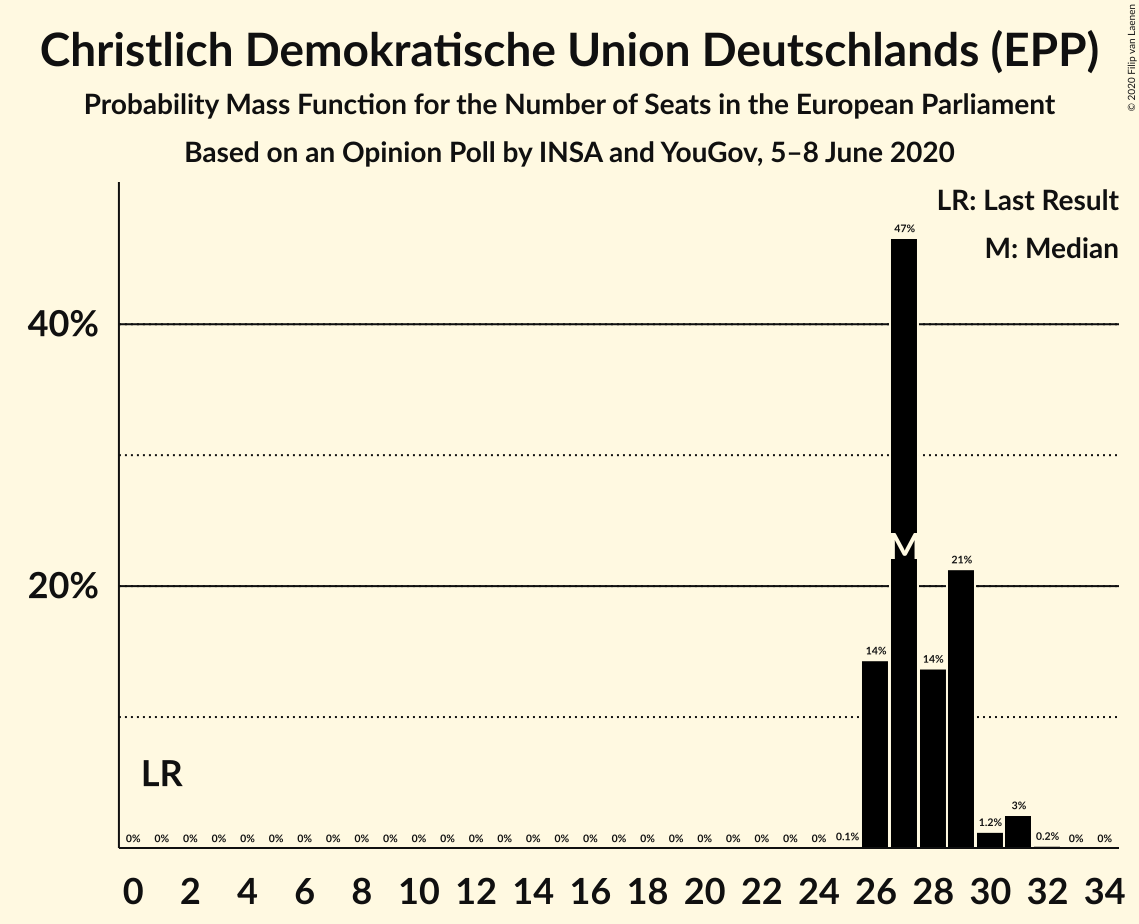 Christlich Demokratische Union Deutschlands (EPP)
Probability Mass Function for the Number of Seats in the European Parliament
Based on an Opinion Poll by INSA and YouGov, 5–8 June 2020
© 2020 Filip van Laenen
LR: Last Result
M: Median
47%
40%
M
21%
20%
14%
14%
LR
3%
1.2%
0% 0% 0% 0% 0% 0% 0% 0% 0% 0% 0% 0% 0% 0% 0% 0% 0% 0% 0% 0% 0% 0% 0% 0% 0% 0.1% 0.2% 0% 0%
0 2 4 6 8 10 12 14 16 18 20 22 24 26 28 30 32 34